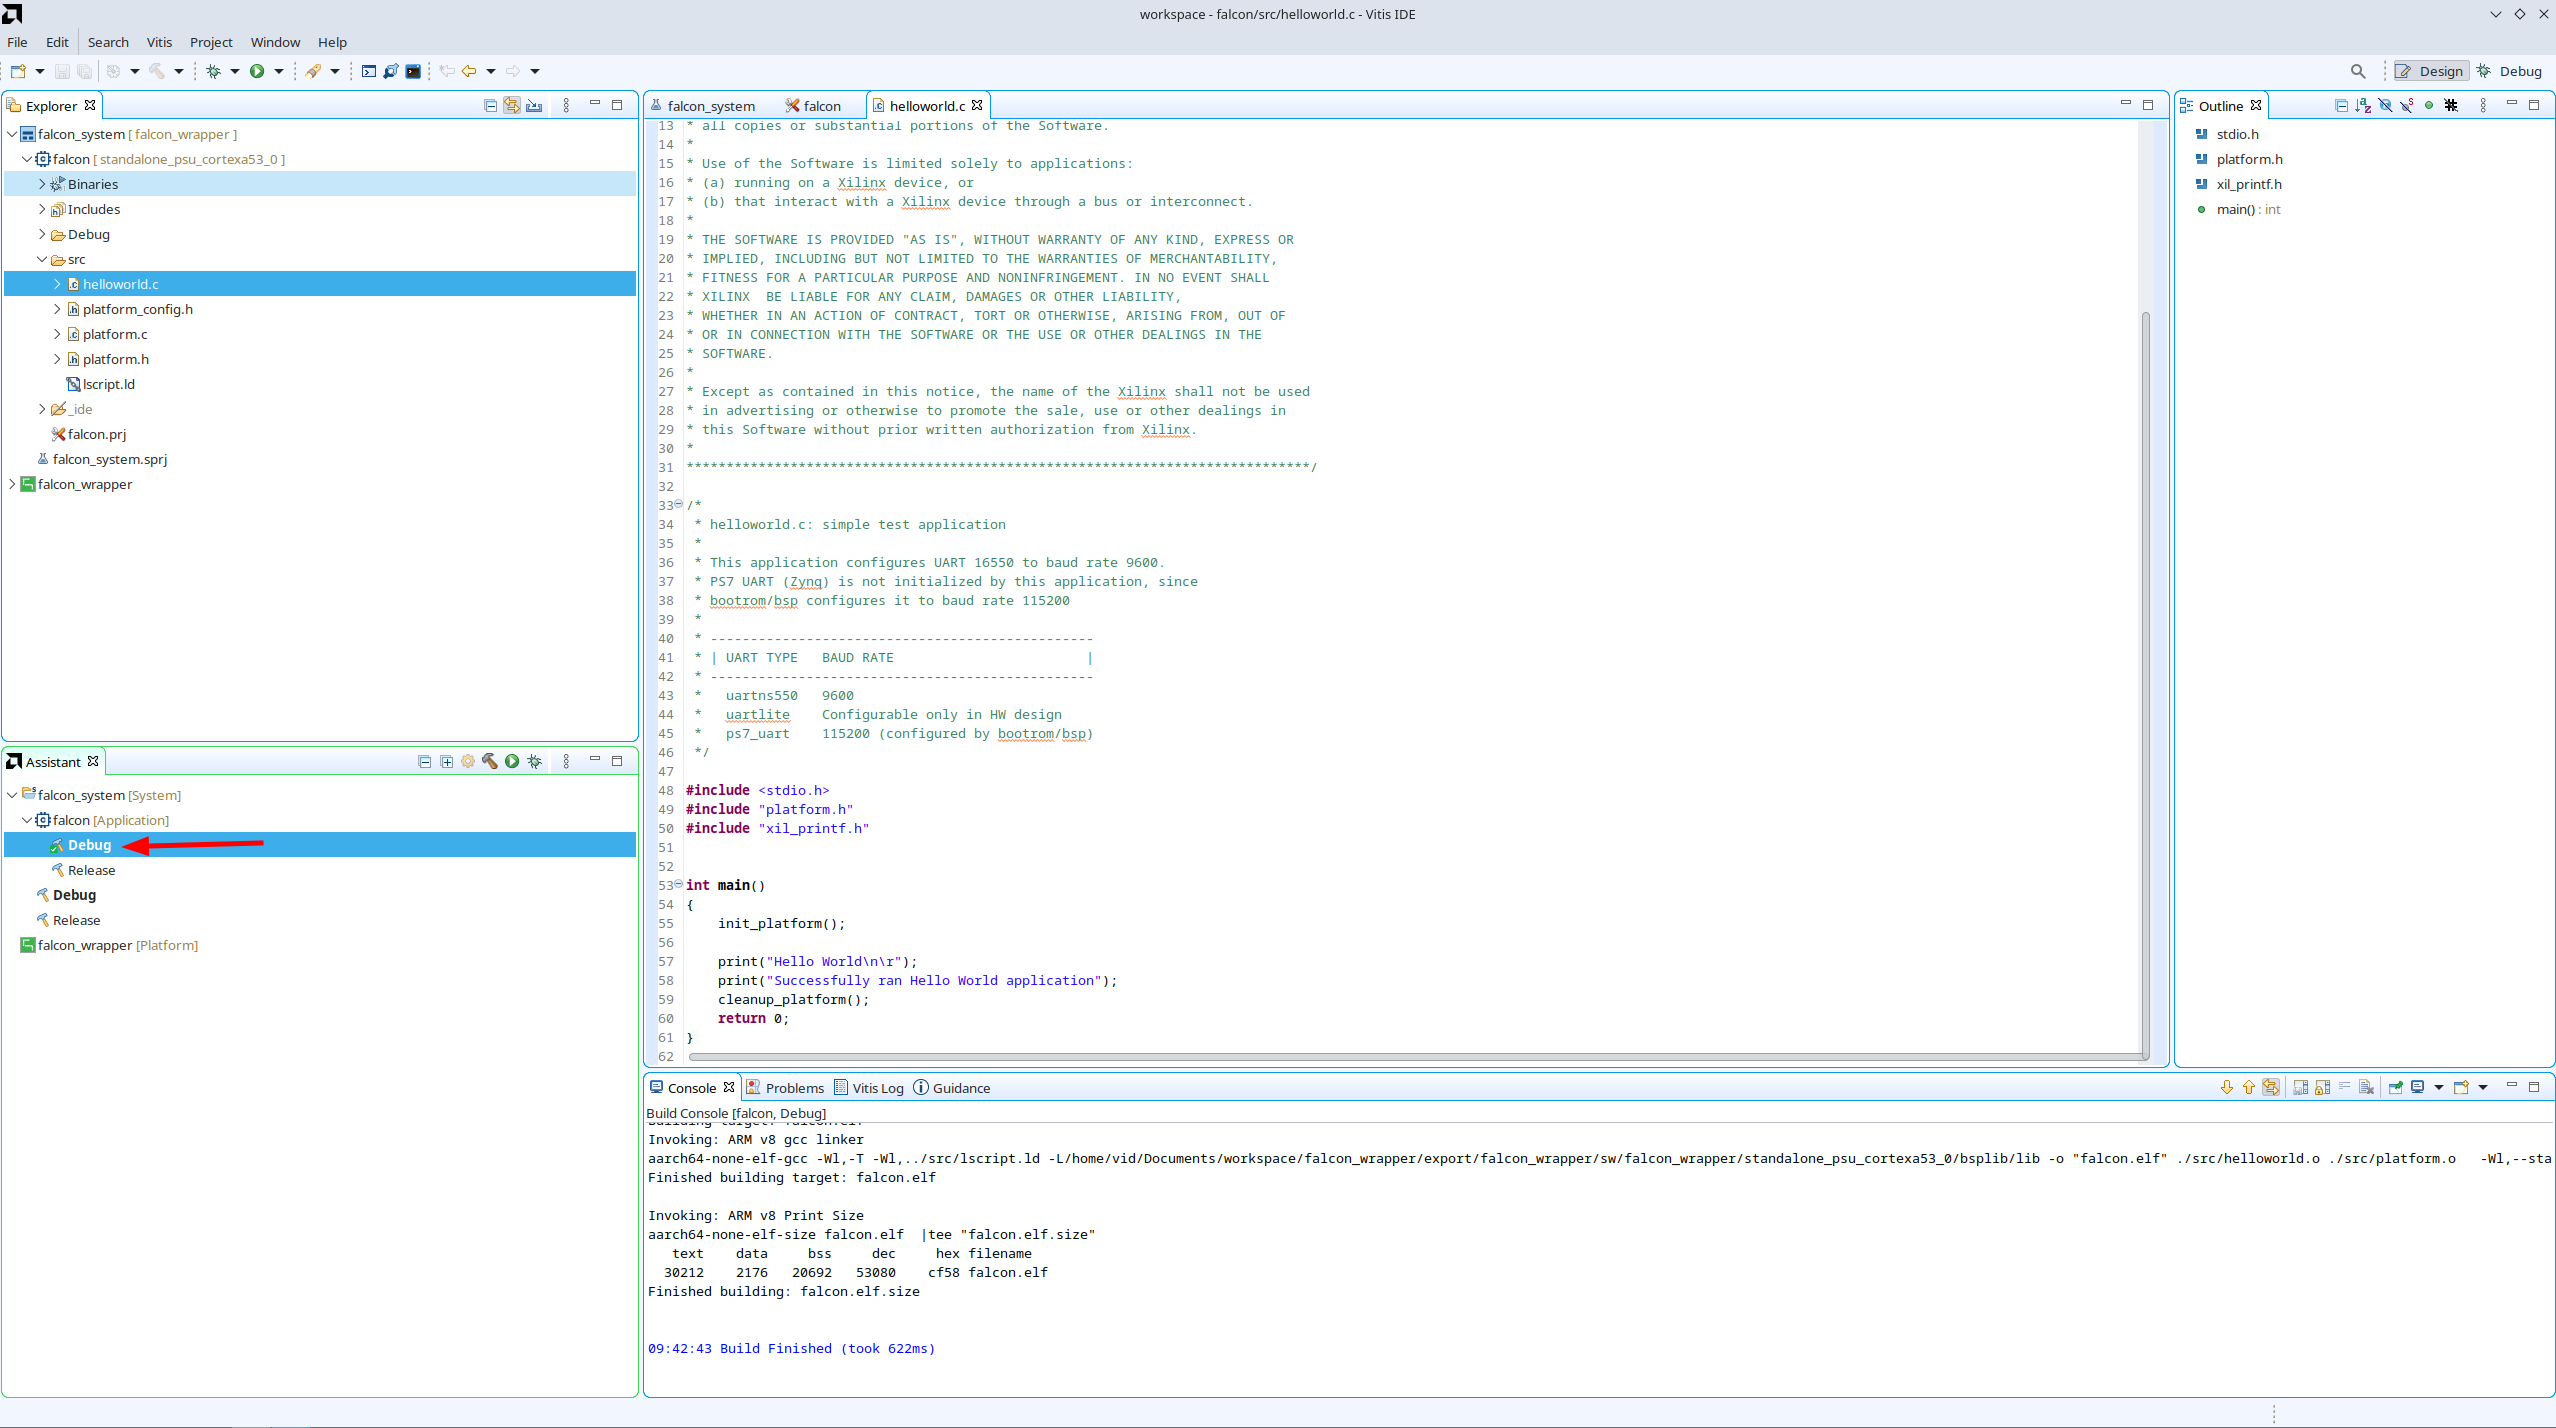 workspace - falcon/src/helloworld.c - Vitis IDE
File Edit Search Vitis Project Window Help
Design Debug
Explorer
falcon_system [ falcon_wrapper ]
falcon [ standalone_psu_cortexa53_0 ]
Binaries
Includes
Debug
src
helloworld.c
platform_config.h
platform.c
platform.h
lscript.ld
_ide
falcon.prj
falcon_system.sprj
falcon_wrapper
Assistant
falcon_system [System]
falcon [Application]
Debug
Release
Debug
Release
falcon_wrapper [Platform]
falcon_system falcon helloworld.c
13 * all copies or substantial portions of the Software.
14 *
15 * Use of the Software is limited solely to applications:
16 * (a) running on a Xilinx device, or
17 * (b) that interact with a Xilinx device through a bus or interconnect.
18 *
19 * THE SOFTWARE IS PROVIDED "AS IS", WITHOUT WARRANTY OF ANY KIND, EXPRESS OR
20 * IMPLIED, INCLUDING BUT NOT LIMITED TO THE WARRANTIES OF MERCHANTABILITY,
21 * FITNESS FOR A PARTICULAR PURPOSE AND NONINFRINGEMENT. IN NO EVENT SHALL
22 * XILINX  BE LIABLE FOR ANY CLAIM, DAMAGES OR OTHER LIABILITY,
23 * WHETHER IN AN ACTION OF CONTRACT, TORT OR OTHERWISE, ARISING FROM, OUT OF
24 * OR IN CONNECTION WITH THE SOFTWARE OR THE USE OR OTHER DEALINGS IN THE
25 * SOFTWARE.
26 *
27 * Except as contained in this notice, the name of the Xilinx shall not be used
28 * in advertising or otherwise to promote the sale, use or other dealings in
29 * this Software without prior written authorization from Xilinx.
30 *
31 ******************************************************************************/
32
33 /*
34  * helloworld.c: simple test application
35  *
36  * This application configures UART 16550 to baud rate 9600.
37  * PS7 UART (Zynq) is not initialized by this application, since
38  * bootrom/bsp configures it to baud rate 115200
39  *
40  * ------------------------------------------------
41  * | UART TYPE   BAUD RATE                        |
42  * ------------------------------------------------
43  *   uartns550   9600
44  *   uartlite    Configurable only in HW design
45  *   ps7_uart    115200 (configured by bootrom/bsp)
46  */
47
48 #include <stdio.h>
49 #include "platform.h"
50 #include "xil_printf.h"
51
52
53 int main()
54 {
55     init_platform();
56
57     print("Hello World\n\r");
58     print("Successfully ran Hello World application");
59     cleanup_platform();
60     return 0;
61 }
62
Outline
stdio.h
platform.h
xil_printf.h
main() : int
Console Problems Vitis Log Guidance
Build Console [falcon, Debug]
Building target: falcon.elf
Invoking: ARM v8 gcc linker
aarch64-none-elf-gcc -Wl,-T -Wl,../src/lscript.ld -L/home/vid/Documents/workspace/falcon_wrapper/export/falcon_wrapper/sw/falcon_wrapper/standalone_psu_cortexa53_0/bsplib/lib -o "falcon.elf" ./src/helloworld.o ./src/platform.o   -Wl,--sta
Finished building target: falcon.elf
Invoking: ARM v8 Print Size
aarch64-none-elf-size falcon.elf  |tee "falcon.elf.size"
text    data     bss     dec     hex filename
30212    2176   20692   53080    cf58 falcon.elf
Finished building: falcon.elf.size
09:42:43 Build Finished (took 622ms)